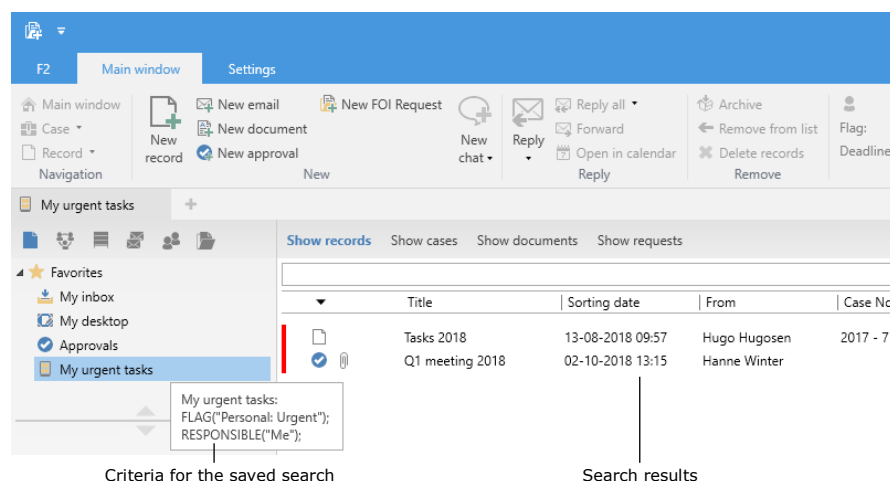 F2 Main window Settings
Main window New email New FOI Request Reply all Archive
Case New document Forward Remove from list Flag:
Record New record New approval New chat Reply Open in calendar Delete records Deadline
Navigation New Reply Remove
My urgent tasks +
Show records Show cases Show documents Show requests
Favorites
My inbox Title Sorting date From Case No
My desktop
Approvals Tasks 2018 13-08-2018 09:57 Hugo Hugosen 2017 - 7
My urgent tasks Q1 meeting 2018 02-10-2018 13:15 Hanne Winter
My urgent tasks:
FLAG("Personal: Urgent");
RESPONSIBLE("Me");
Criteria for the saved search Search results